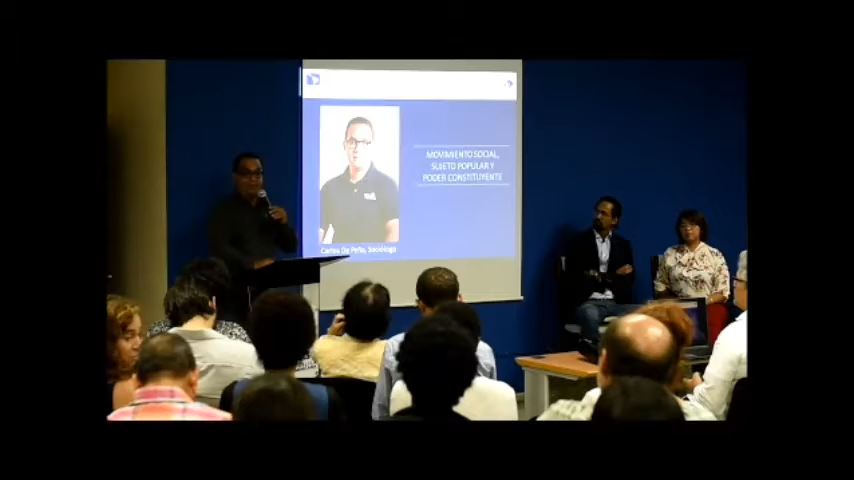 MOVIMIENTO SOCIAL,
SUJETO POPULAR Y
PODER CONSTITUYENTE
Carlos De Peña, Sociólogo